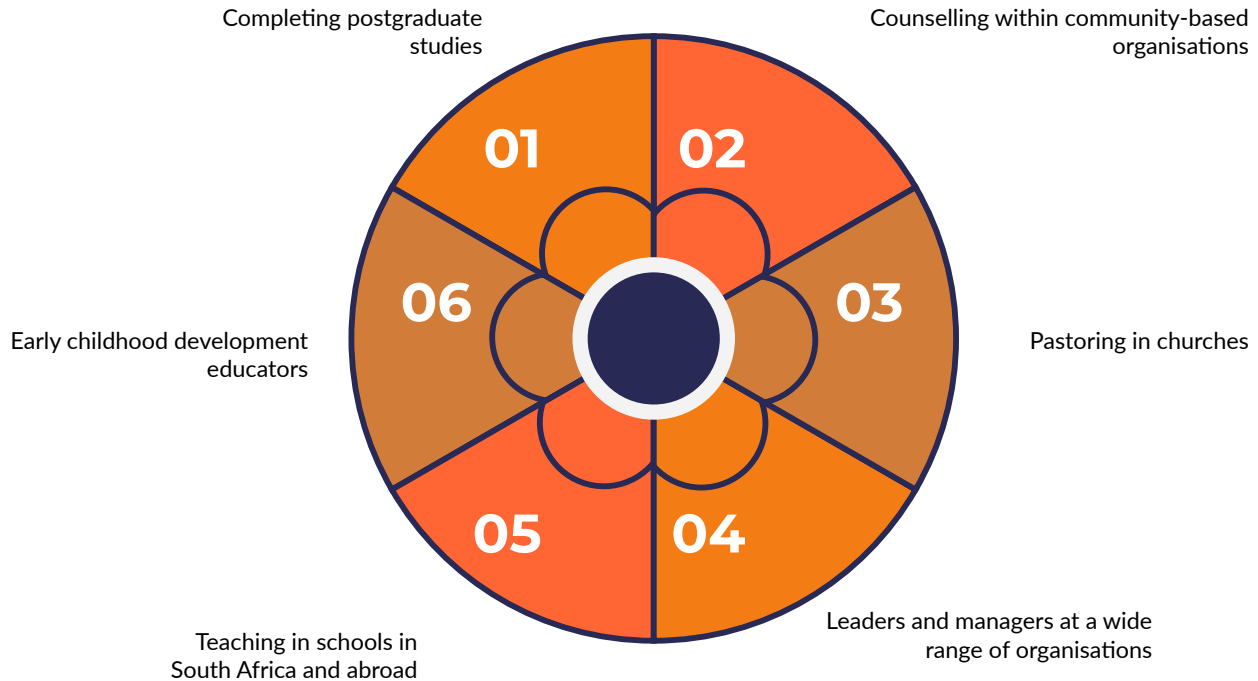 Completing postgraduate
studies
01
Counselling within community-based
organisations
02
Pastoring in churches
03
Leaders and managers at a wide
range of organisations
04
Teaching in schools in
South Africa and abroad
05
Early childhood development
educators
06